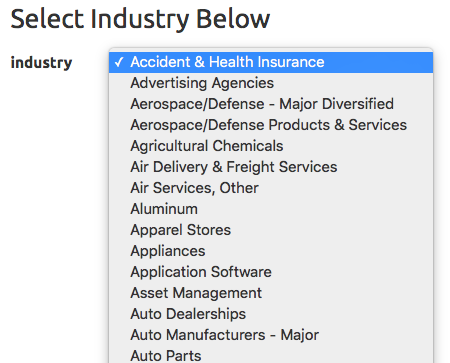 Select Industry Below
industry
✓ Accident & Health Insurance
Advertising Agencies
Aerospace/Defense - Major Diversified
Aerospace/Defense Products & Services
Agricultural Chemicals
Air Delivery & Freight Services
Air Services, Other
Aluminum
Apparel Stores
Appliances
Application Software
Asset Management
Auto Dealerships
Auto Manufacturers - Major
Auto Parts